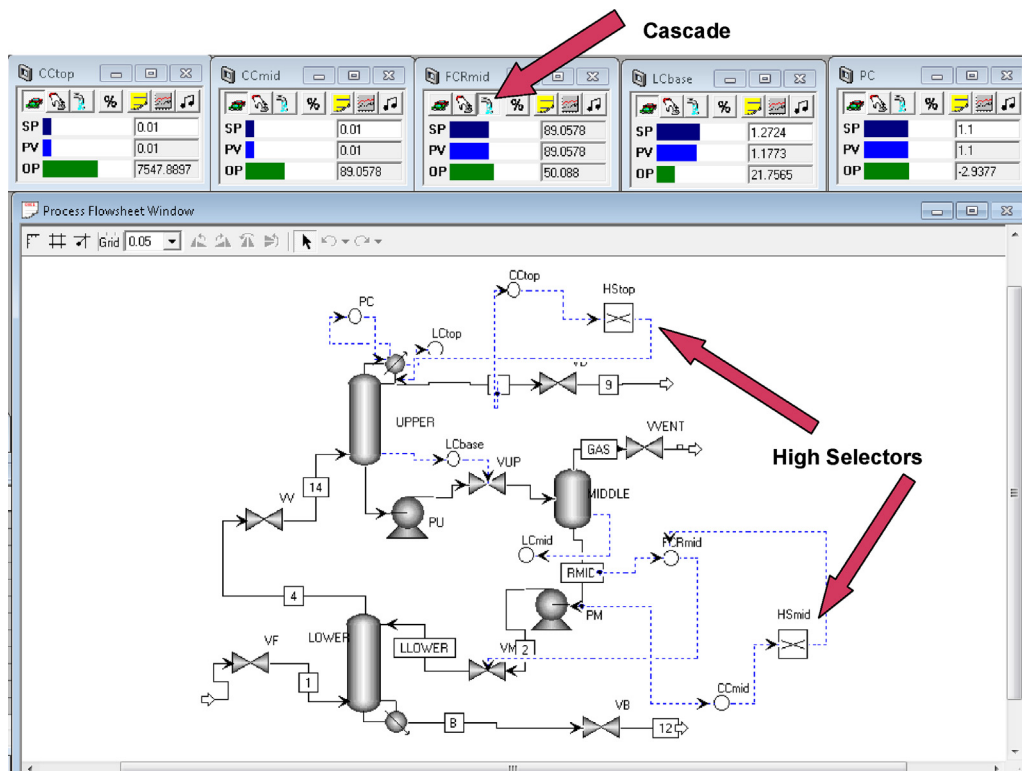 Cascade
CCtop
CCmid
FCRmid
LCbase
PC
%
%
%
%
%
SP 0.01
PV 0.01
OP 7547.8897
SP 0.01
PV 0.01
OP 89.0578
SP 89.0578
PV 89.0578
OP 50.088
SP 1.2724
PV 1.1773
OP 21.7565
SP 1.1
PV 1.1
OP -2.9377
Process Flowsheet Window
Grid 0.05
CCtop
HStop
PC
LCtop
VD
9
UPPER
LCbase
VUP
VVENT
GAS
High Selectors
14
VV
PU
MIDDLE
LCmid
FCRmid
RMID
4
PM
HSmid
LOWER
VF
LLOWER
VM
2
1
CCmid
B
VB
12